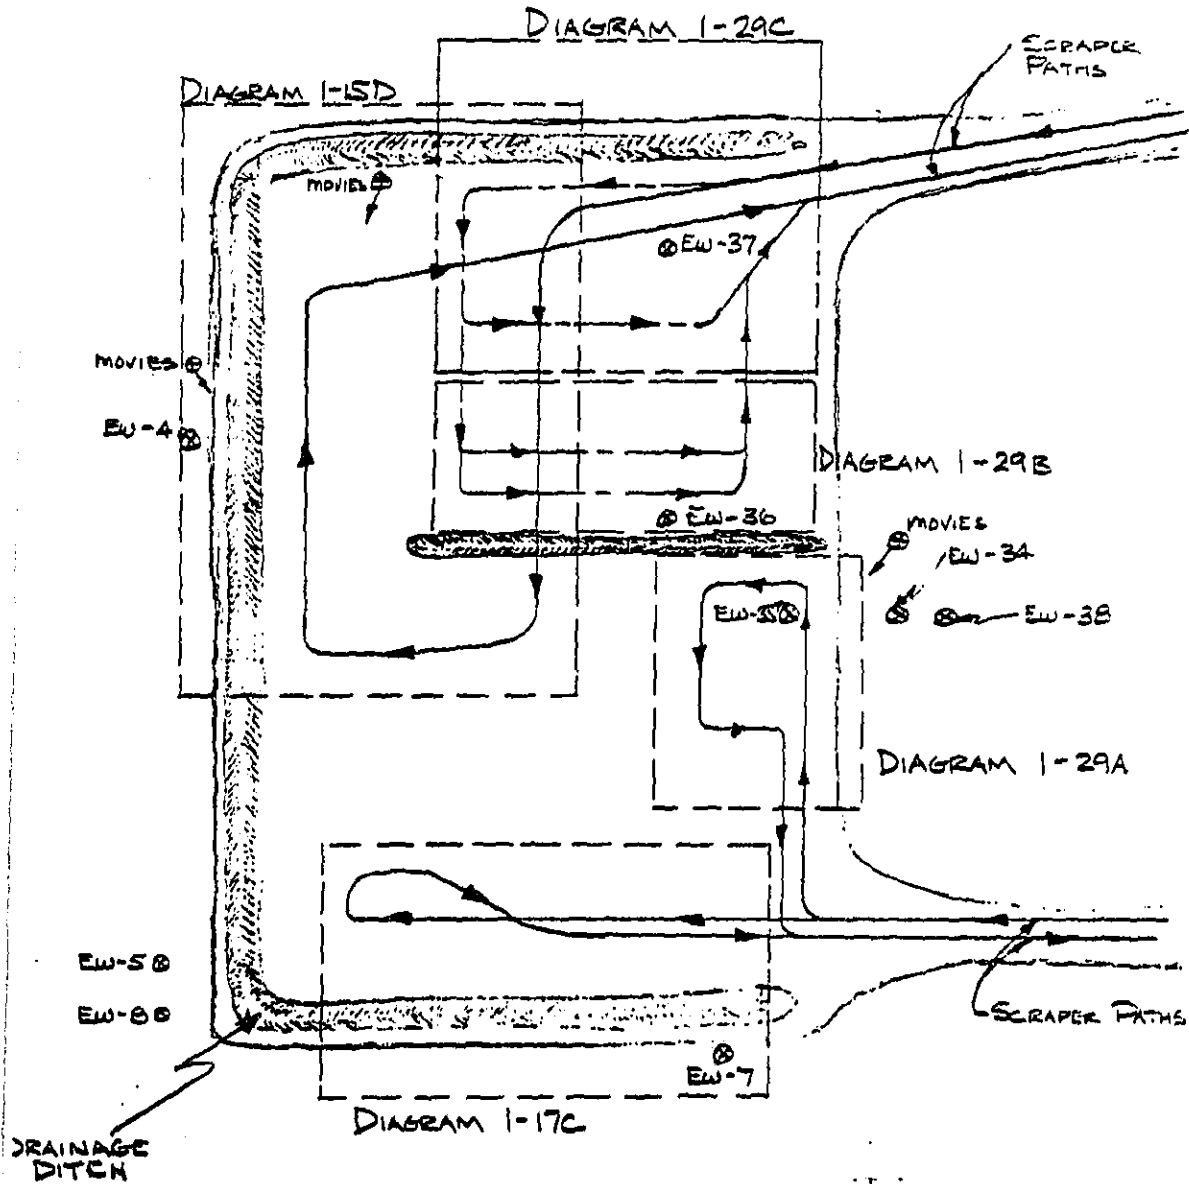 DIAGRAM 1-29C
SCRAPER
PATHS
DIAGRAM 1-15D
MOVIES
EW-37
MOVIES
EW-4
DIAGRAM 1-29B
EW-36
MOVIES
EW-34
EW-35
EW-38
DIAGRAM 1-29A
EW-5
EW-8
SCRAPER PATHS
EW-7
DIAGRAM 1-17C
DRAINAGE
DITCH